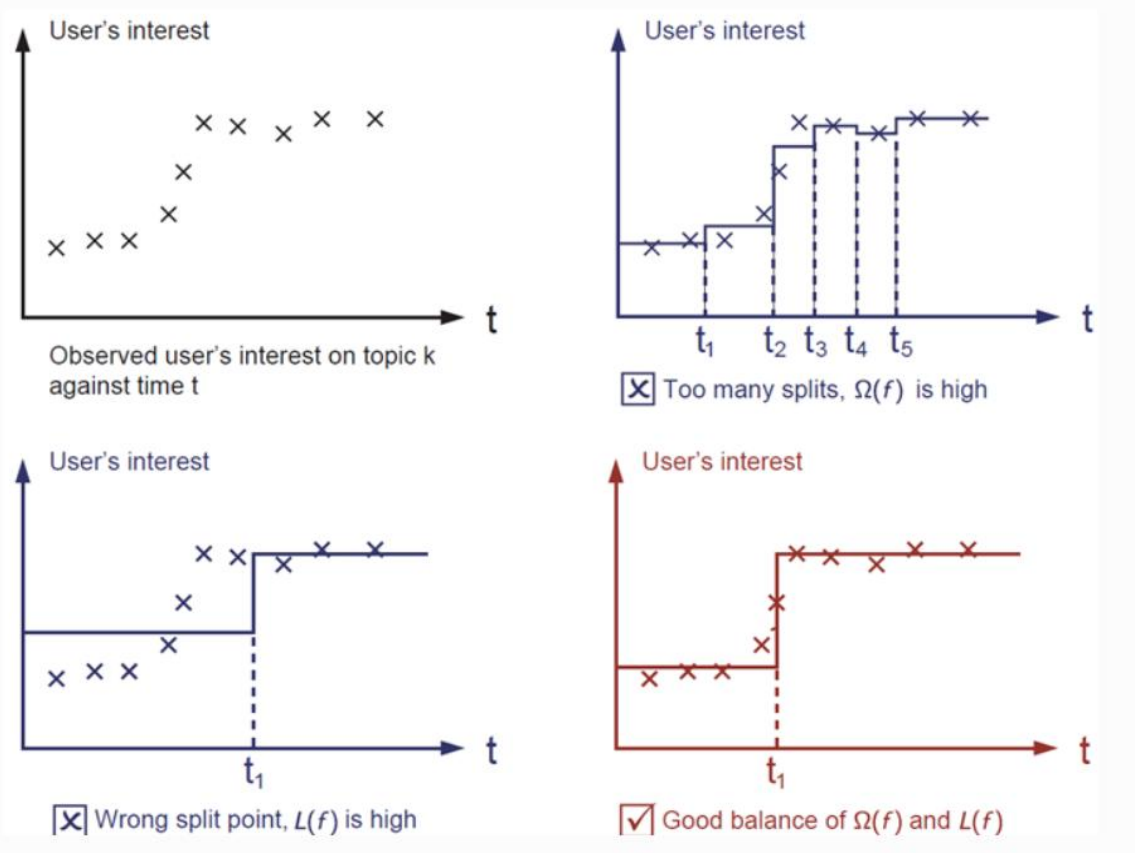 User's interest
t
Observed user's interest on topic k
against time t
User's interest
t
t₁ t₂ t₃ t₄ t₅
Too many splits, Ω(f) is high
User's interest
t
t₁
Wrong split point, L(f) is high
User's interest
t
t₁
Good balance of Ω(f) and L(f)